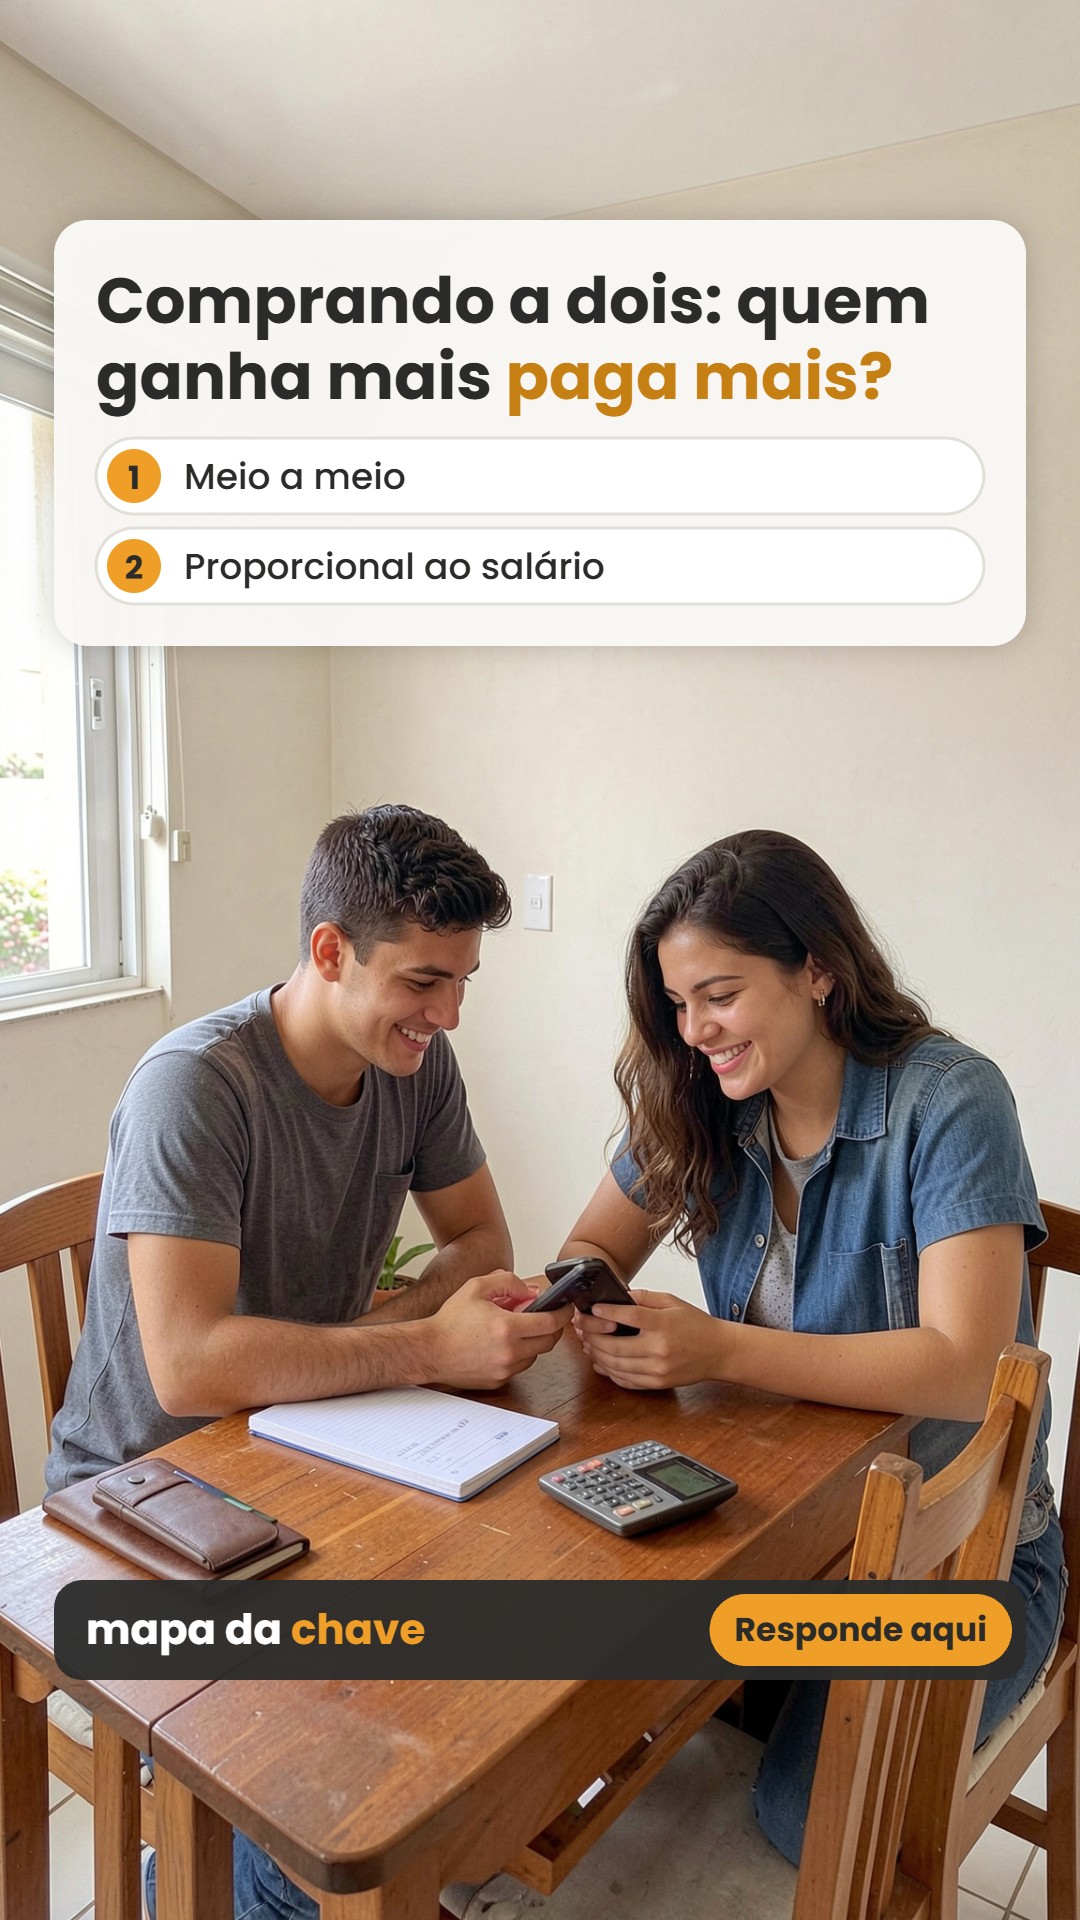 Comprando a dois: quem
ganha mais paga mais?
1 Meio a meio
2 Proporcional ao salário
mapa da chave
Responde aqui